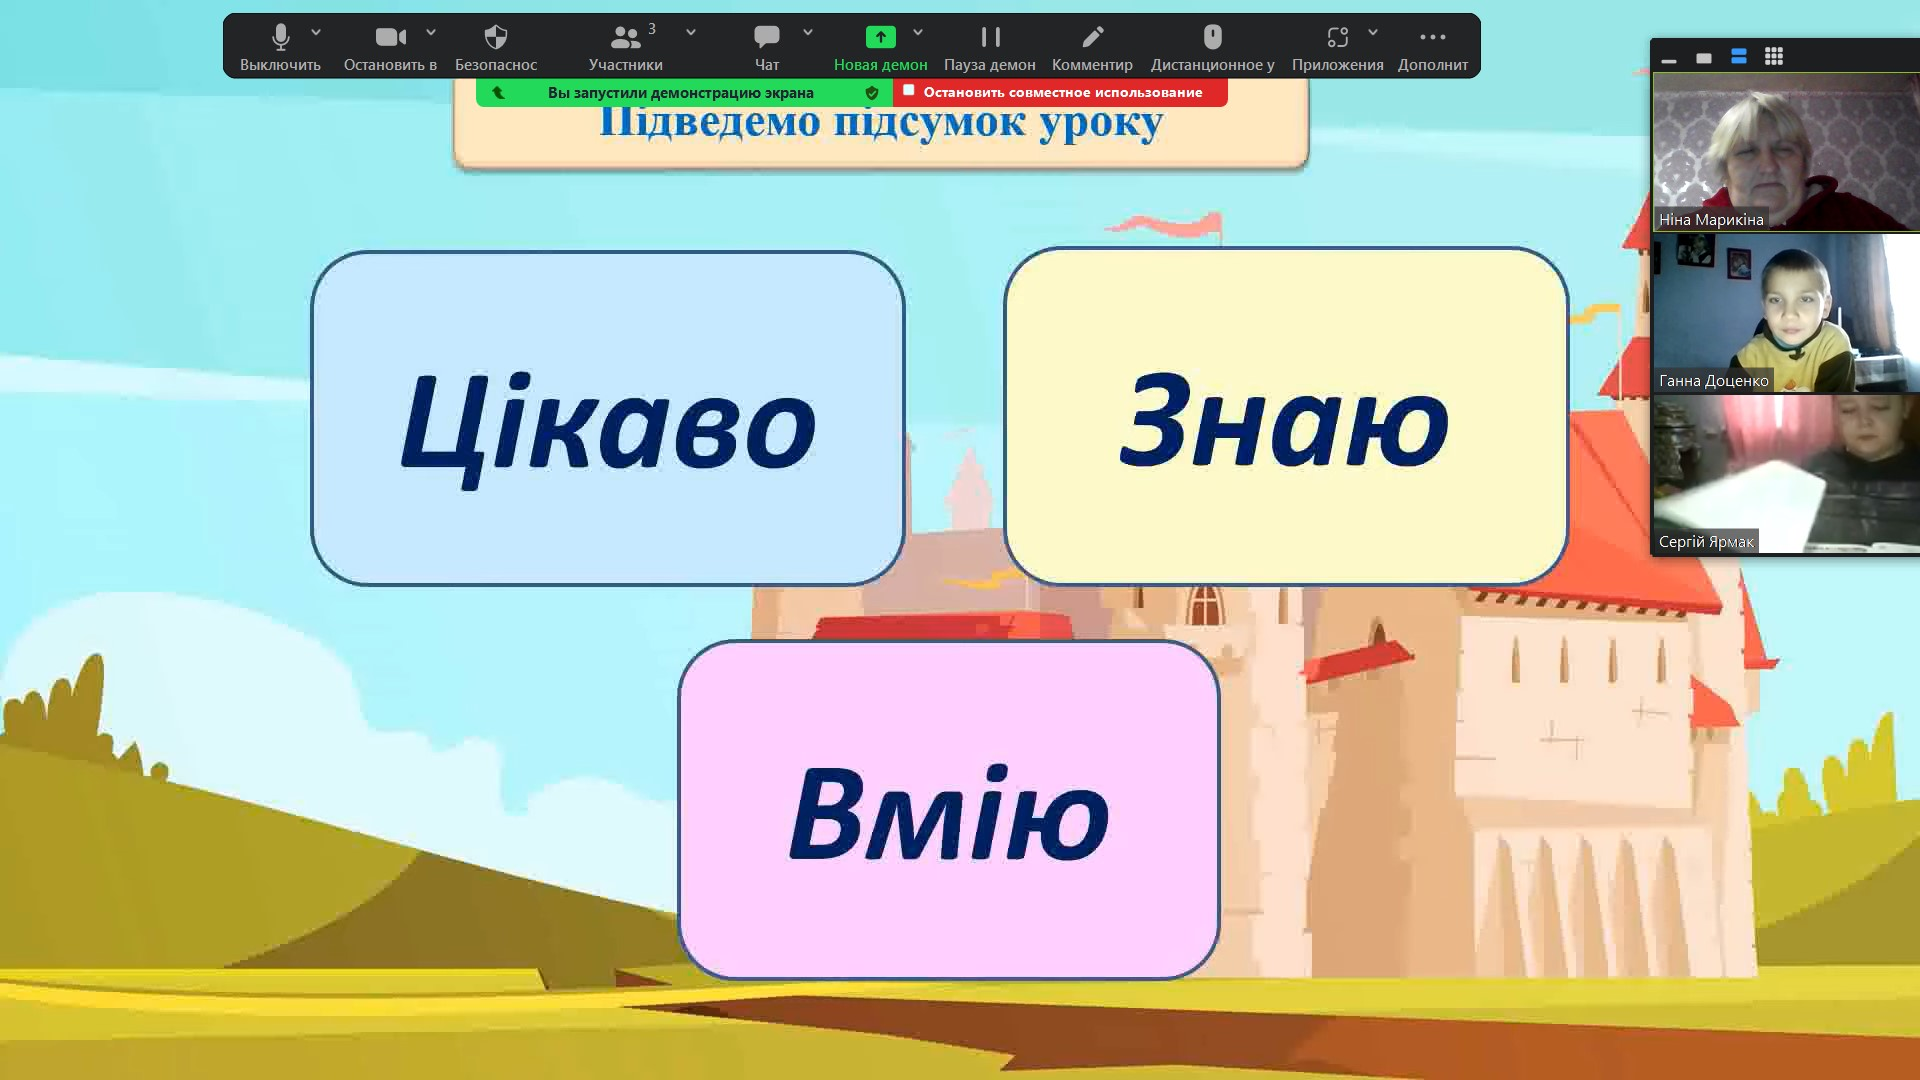 3
Выключить
Остановить в
Безопаснос
Участники
Чат
Новая демон
Пауза демон
Комментир
Дистанционное у
Приложения
Дополнит
Вы запустили демонстрацию экрана
Остановить совместное использование
Підведемо підсумок уроку
Ніна Марикіна
Ганна Доценко
Сергій Ярмак
Цікаво
Знаю
Вмію